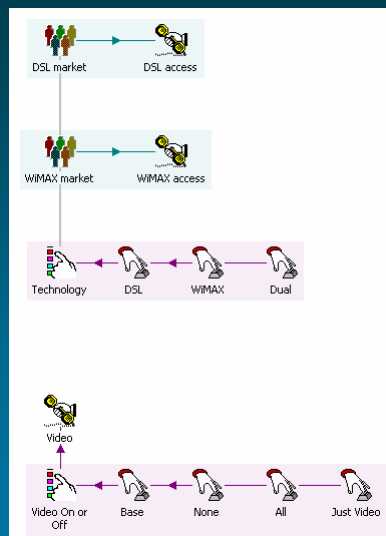 DSL market DSL access
WiMAX market WiMAX access
Technology DSL WiMAX Dual
Video
Video On or Off Base None All Just Video